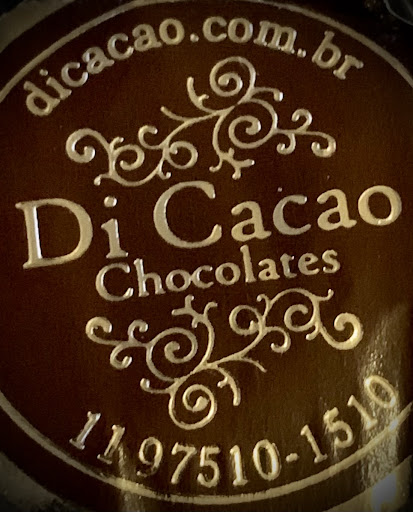 dicacao.com.br
Di Cacao
Chocolates
11 97510-1510